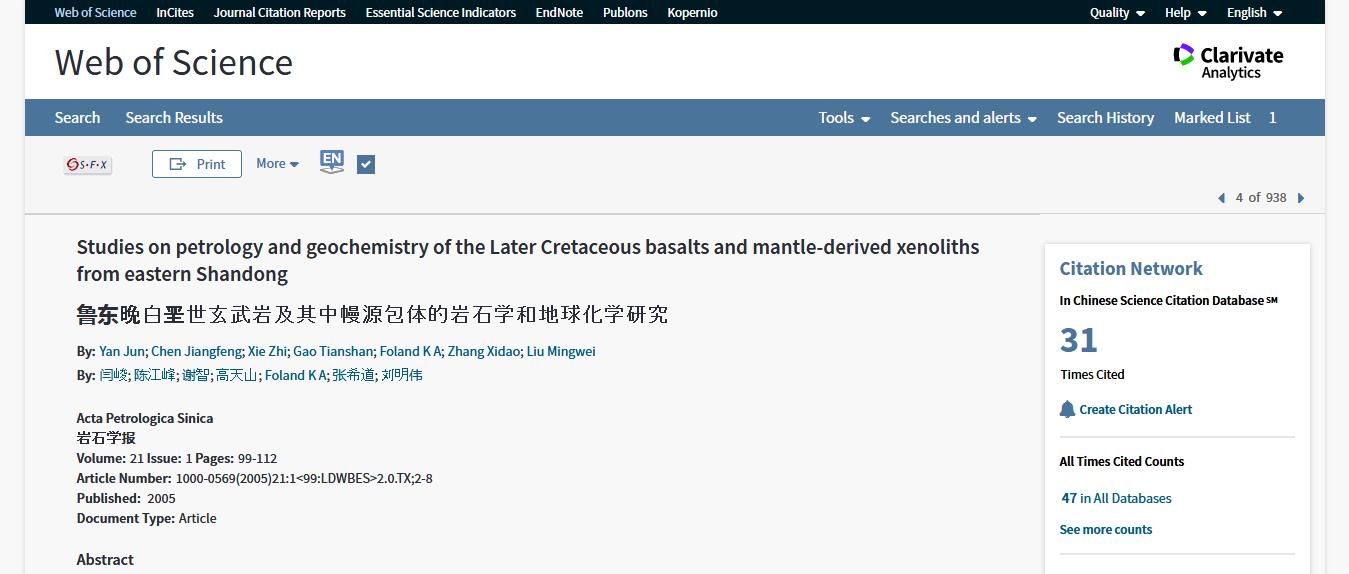 Web of Science InCites Journal Citation Reports Essential Science Indicators EndNote Publons Kopernio Quality Help English
Web of Science
Clarivate
Analytics
Search Search Results Tools Searches and alerts Search History Marked List 1
S·F·X Print More EN
4 of 938
Studies on petrology and geochemistry of the Later Cretaceous basalts and mantle-derived xenoliths
from eastern Shandong
鲁东晚白垩世玄武岩及其中幔源包体的岩石学和地球化学研究
By: Yan Jun; Chen Jiangfeng; Xie Zhi; Gao Tianshan; Foland K A; Zhang Xidao; Liu Mingwei
By: 闫峻; 陈江峰; 谢智; 高天山; Foland K A; 张希道; 刘明伟
Acta Petrologica Sinica
岩石学报
Volume: 21 Issue: 1 Pages: 99-112
Article Number: 1000-0569(2005)21:1<99:LDWBES>2.0.TX;2-8
Published: 2005
Document Type: Article
Abstract
Citation Network
In Chinese Science Citation Database℠
31
Times Cited
Create Citation Alert
All Times Cited Counts
47 in All Databases
See more counts